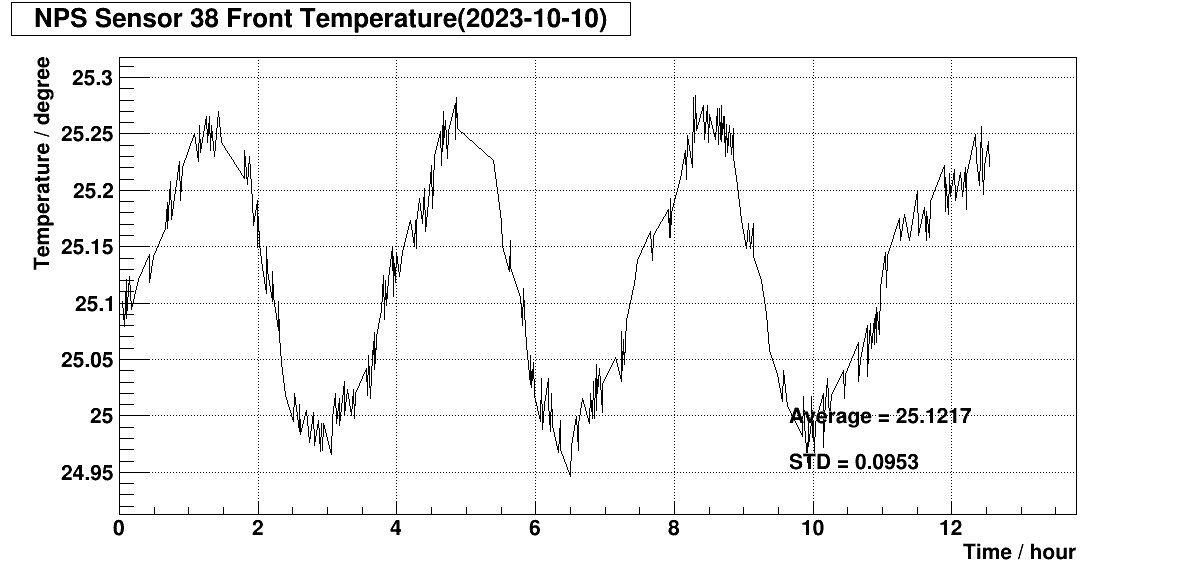 NPS Sensor 38 Front Temperature(2023-10-10)
Temperature / degree
25.3
25.25
25.2
25.15
25.1
25.05
25
24.95
Average = 25.1217
STD = 0.0953
0 2 4 6 8 10 12
Time / hour